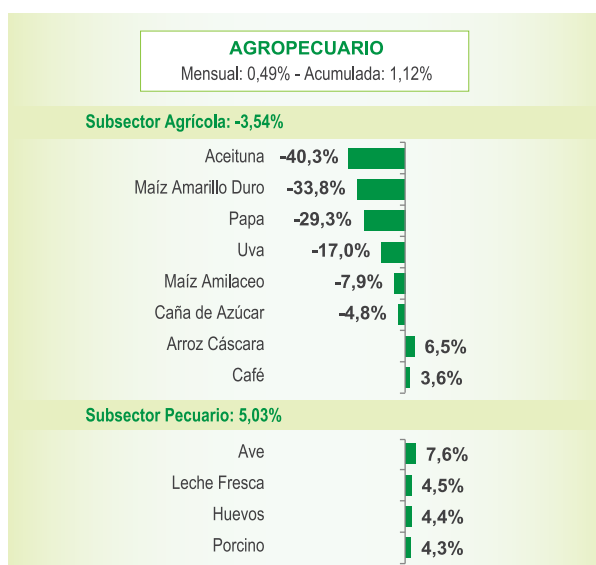 AGROPECUARIO
Mensual: 0,49% - Acumulada: 1,12%
Subsector Agrícola: -3,54%
Aceituna -40,3%
Maíz Amarillo Duro -33,8%
Papa -29,3%
Uva -17,0%
Maíz Amilaceo -7,9%
Caña de Azúcar -4,8%
Arroz Cáscara 6,5%
Café 3,6%
Subsector Pecuario: 5,03%
Ave 7,6%
Leche Fresca 4,5%
Huevos 4,4%
Porcino 4,3%